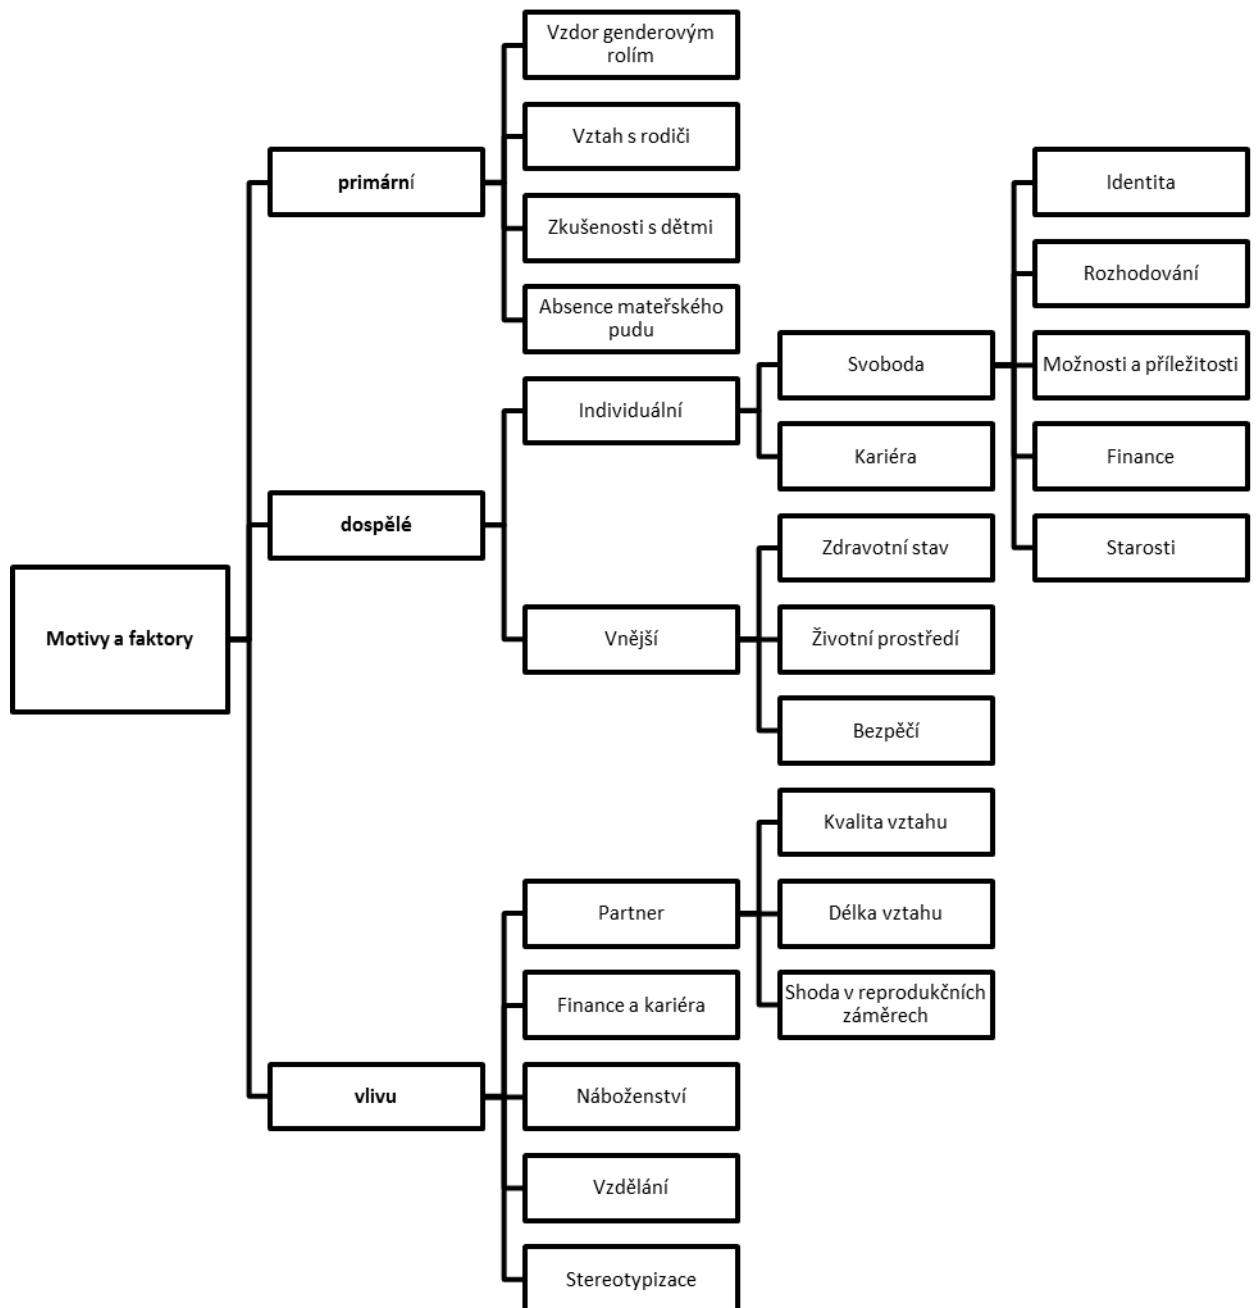 Vzdor genderovým
rolím
Vztah s rodiči
primární
Identita
Zkušenosti s dětmi
Rozhodování
Absence mateřského
pudu
Svoboda
Možnosti a příležitosti
Individuální
Kariéra
Finance
dospělé
Zdravotní stav
Starosti
Motivy a faktory
Vnější
Životní prostředí
Bezpěčí
Kvalita vztahu
Partner
Délka vztahu
Finance a kariéra
Shoda v reprodukčních
záměrech
vlivu
Náboženství
Vzdělání
Stereotypizace